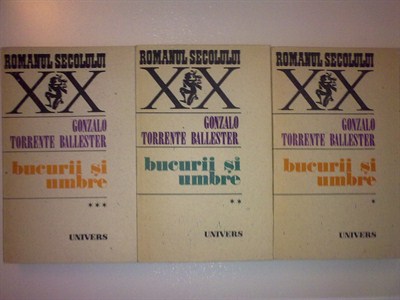 ROMANUL SECOLULUI
XX
GONZALO
TORRENTE BALLESTER
bucurii și
umbre
***
UNIVERS
ROMANUL SECOLULUI
XX
GONZALO
TORRENTE BALLESTER
bucurii și
umbre
**
UNIVERS
ROMANUL SECOLULUI
XX
GONZALO
TORRENTE BALLESTER
bucurii și
umbre
*
UNIVERS